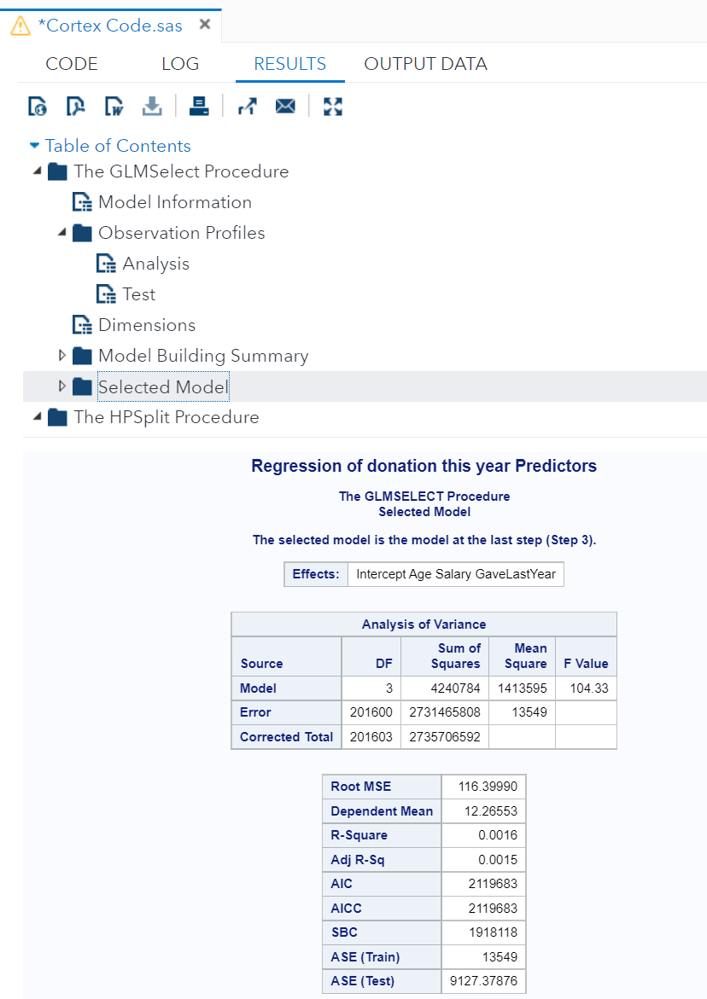 *Cortex Code.sas ×
CODE LOG RESULTS OUTPUT DATA
Table of Contents
The GLMSelect Procedure
Model Information
Observation Profiles
Analysis
Test
Dimensions
Model Building Summary
Selected Model
The HPSplit Procedure
Regression of donation this year Predictors
The GLMSELECT Procedure
Selected Model
The selected model is the model at the last step (Step 3).
Effects: Intercept Age Salary GaveLastYear
Analysis of Variance
Source DF Sum of Squares Mean Square F Value
Model 3 4240784 1413595 104.33
Error 201600 2731465808 13549
Corrected Total 201603 2735706592
Root MSE 116.39990
Dependent Mean 12.26553
R-Square 0.0016
Adj R-Sq 0.0015
AIC 2119683
AICC 2119683
SBC 1918118
ASE (Train) 13549
ASE (Test) 9127.37876